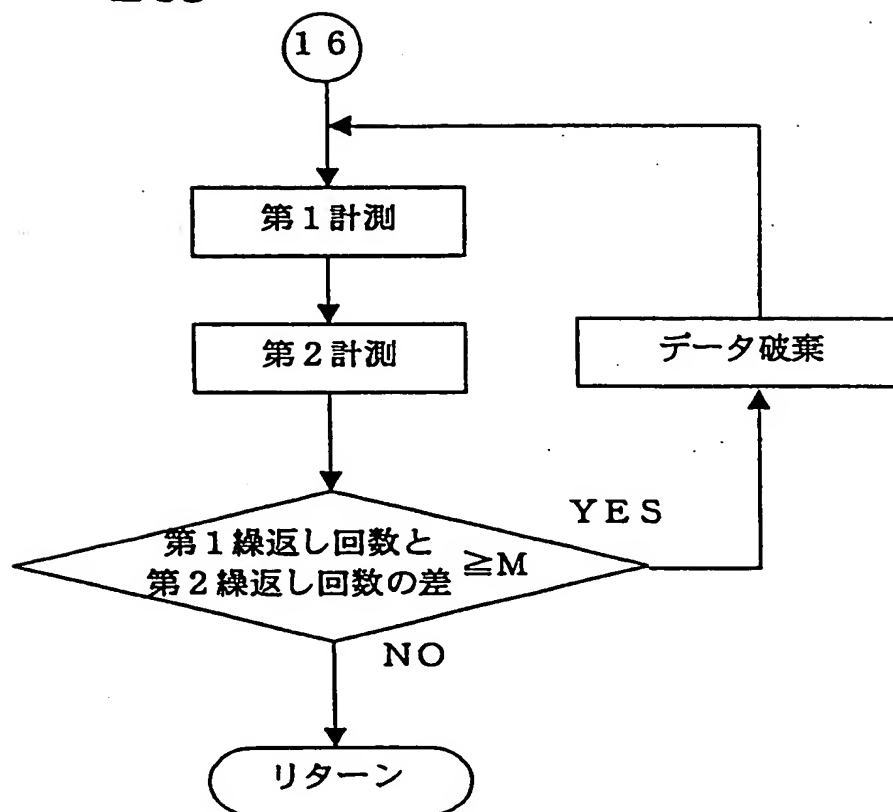 16
第1計測
第2計測
データ破棄
YES
第1繰返し回数と
第2繰返し回数の差 ≧M
NO
リターン